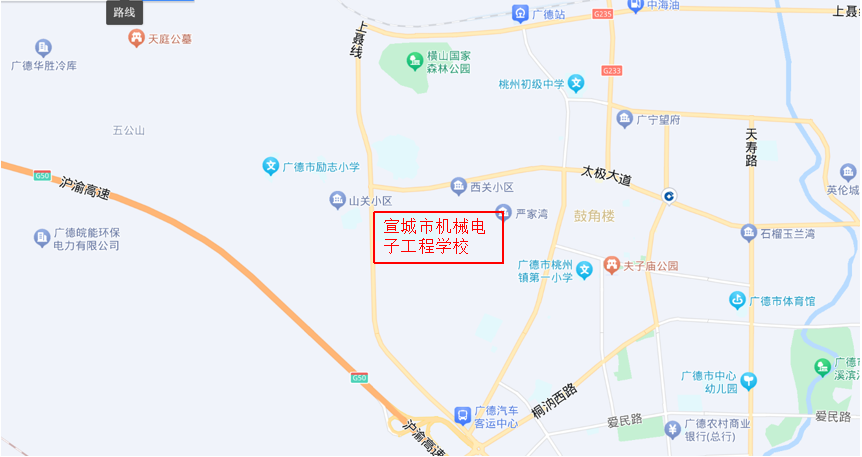 路线
中海油
上聂
广德站
G235
天庭公墓
上聂线
广德华胜冷库
横山国家
森林公园
G233
桃州初级中学
五公山
广宁望府
天寿路
广德市励志小学
太极大道
G50
沪渝高速
西关小区
英伦城
山关小区
严家湾
鼓角楼
宣城市机械电
子工程学校
广德皖能环保
电力有限公司
石榴玉兰湾
广德市桃州
镇第一小学
夫子庙公园
广德市体育馆
G50
广德市
溪滨
广德市中心
幼儿园
桐汭西路
广德汽车
客运中心
爱民路
爱民路
广德农村商业
银行(总行)
沪渝高速